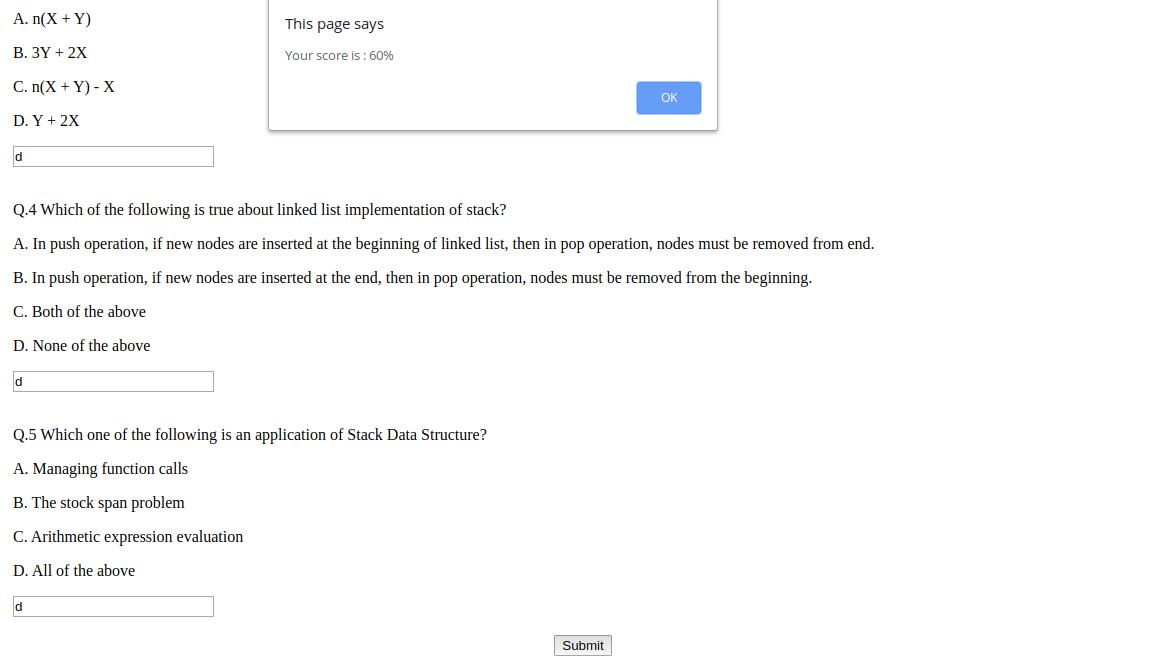 This page says
Your score is : 60%
OK
A. n(X + Y)
B. 3Y + 2X
C. n(X + Y) - X
D. Y + 2X
d
Q.4 Which of the following is true about linked list implementation of stack?
A. In push operation, if new nodes are inserted at the beginning of linked list, then in pop operation, nodes must be removed from end.
B. In push operation, if new nodes are inserted at the end, then in pop operation, nodes must be removed from the beginning.
C. Both of the above
D. None of the above
d
Q.5 Which one of the following is an application of Stack Data Structure?
A. Managing function calls
B. The stock span problem
C. Arithmetic expression evaluation
D. All of the above
d
Submit